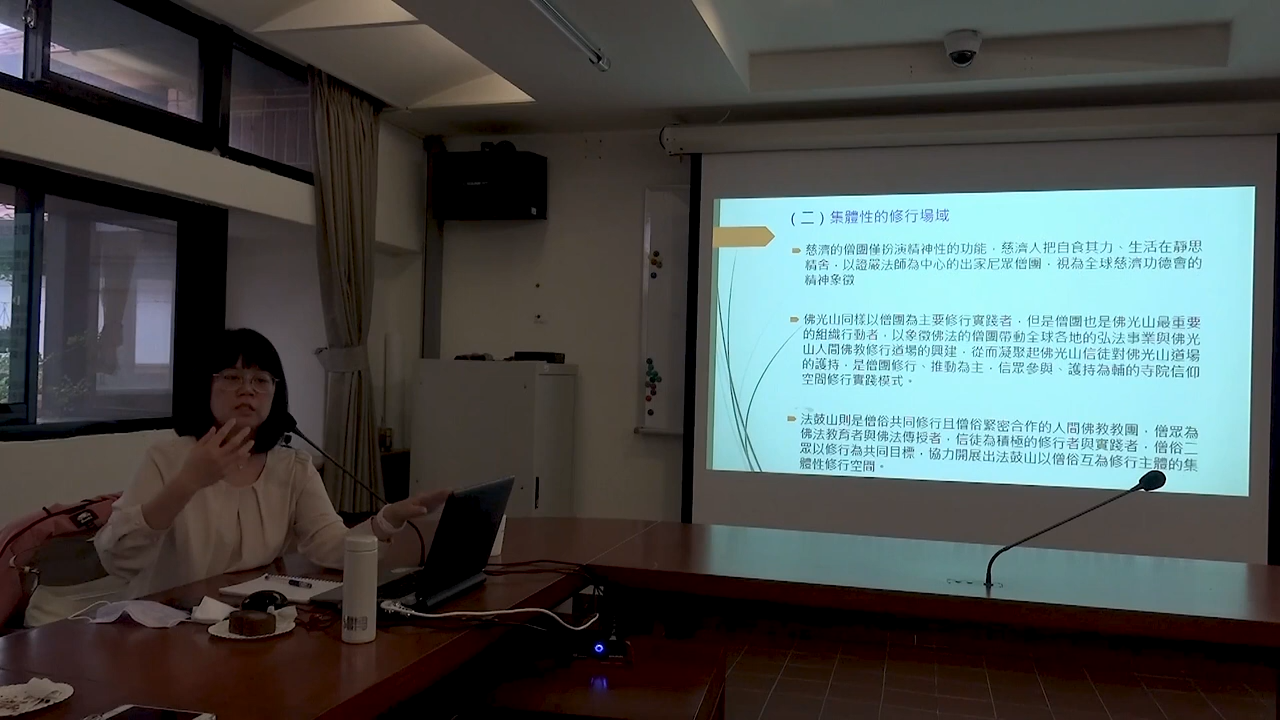 （二）集體性的修行場域
慈濟的僧團僅扮演精神性的功能，慈濟人把自食其力、生活在靜思
精舍，以證嚴法師為中心的出家尼眾僧團，視為全球慈濟功德會的
精神象徵
佛光山同樣以僧團為主要修行實踐者，但是僧團也是佛光山最重要
的組織行動者，以象徵佛法的僧團帶動全球各地的弘法事業與佛光
山人間佛教修行道場的興建，從而凝聚起佛光山信徒對佛光山道場
的護持，是僧團修行、推動為主，信眾參與、護持為輔的寺院信仰
空間修行實踐模式。
法鼓山則是僧俗共同修行且僧俗緊密合作的人間佛教教團，僧眾為
佛法教育者與佛法傳授者，信徒為積極的修行者與實踐者，僧俗二
眾以修行為共同目標，協力開展出法鼓山以僧俗互為修行主體的集
體性修行空間。